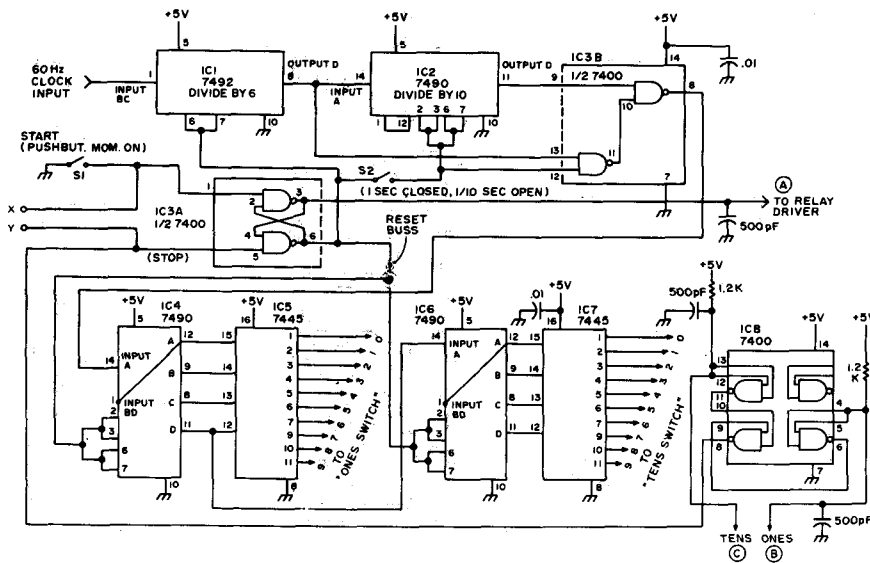 +5V
+5V
+5V
5
5
IC3B
14
.01
60Hz
CLOCK
INPUT
1
INPUT
BC
IC1
7492
DIVIDE BY 6
OUTPUT D
8
14
INPUT
A
IC2
7490
DIVIDE BY 10
OUTPUT D
11
9
1/2 7400
8
10
6
7
10
2
3
6
7
1
12
10
START
(PUSHBUT. MOM. ON)
S1
13
11
12
S2
(1 SEC CLOSED, 1/10 SEC OPEN)
7
A
TO RELAY
DRIVER
500pF
X
Y
IC3A
1/2 7400
1
2
3
4
5
6
(STOP)
RESET
BUSS
+5V
IC4
7490
5
+5V
IC5
7445
16
IC6
7490
+5V
5
.01
+5V
16
IC7
7445
+5V
500pF
1.2K
IC8
7400
+5V
14
+5V
1.2
K
14
INPUT
A
1
INPUT
BD
2
3
6
7
A
12
B
9
C
8
D
11
10
15
14
13
12
1
2
3
4
5
6
7
9
10
11
8
0
1
2
3
4
5
6
7
8
9
TO
"ONES SWITCH"
14
INPUT
A
1
INPUT
BD
2
3
6
7
A
12
B
9
C
8
D
11
10
15
14
13
12
1
2
3
4
5
6
7
9
10
11
8
0
1
2
3
4
5
6
7
8
9
TO
"TENS SWITCH"
13
12
11
10
9
8
4
5
6
7
TENS
C
ONES
B
500pF